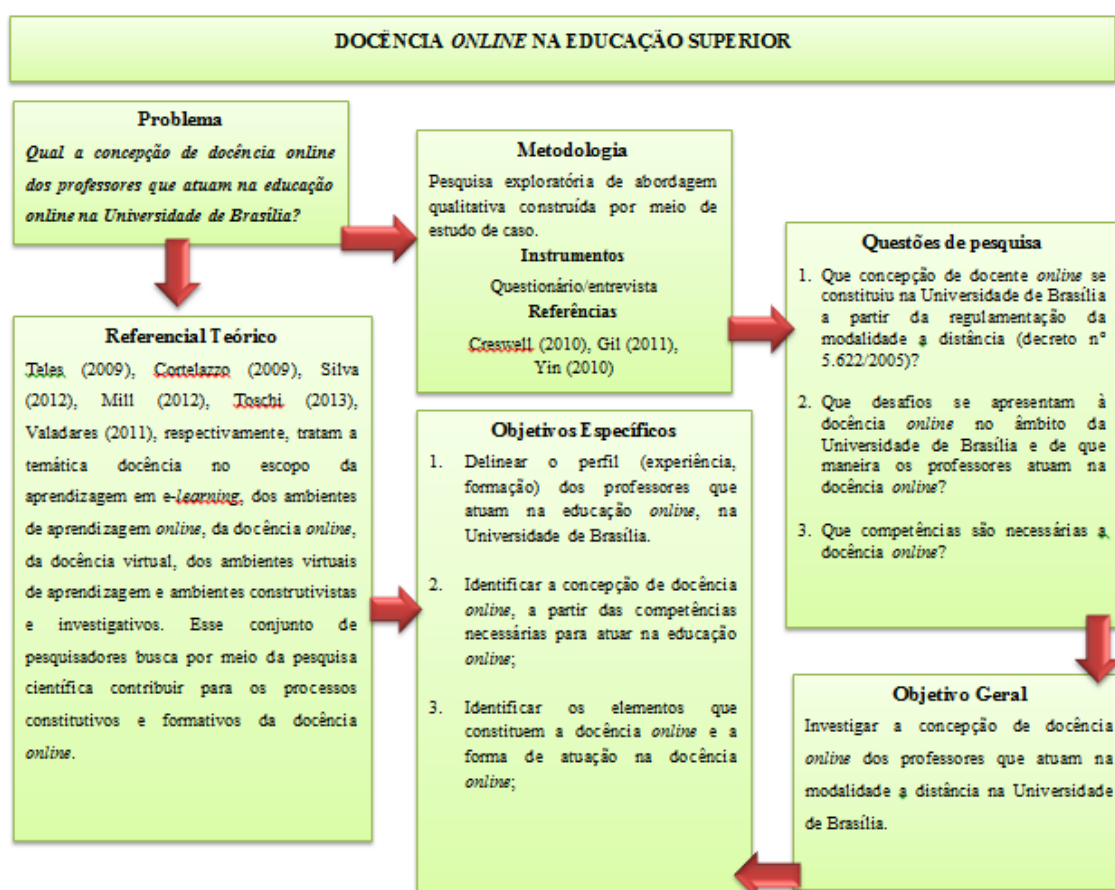 DOCÊNCIA ONLINE NA EDUCAÇÃO SUPERIOR
Problema
Qual a concepção de docência online
dos professores que atuam na educação
online na Universidade de Brasília?
Metodologia
Pesquisa exploratória de abordagem
qualitativa construída por meio de
estudo de caso.
Instrumentos
Questionário/entrevista
Referências
Creswell (2010), Gil (2011),
Yin (2010)
Questões de pesquisa
1. Que concepção de docente online se
constituiu na Universidade de Brasília
a partir da regulamentação da
modalidade a distância (decreto nº
5.622/2005)?
2. Que desafios se apresentam à
docência online no âmbito da
Universidade de Brasília e de que
maneira os professores atuam na
docência online?
3. Que competências são necessárias a
docência online?
Referencial Teórico
Teles (2009), Cortelazzo (2009), Silva
(2012), Mill (2012), Toschi (2013),
Valadares (2011), respectivamente, tratam a
temática docência no escopo da
aprendizagem em e-learning, dos ambientes
de aprendizagem online, da docência online,
da docência virtual, dos ambientes virtuais
de aprendizagem e ambientes construtivistas
e investigativos. Esse conjunto de
pesquisadores busca por meio da pesquisa
científica contribuir para os processos
constitutivos e formativos da docência
online.
Objetivos Específicos
1. Delinear o perfil (experiência,
formação) dos professores que
atuam na educação online, na
Universidade de Brasília.
2. Identificar a concepção de docência
online, a partir das competências
necessárias para atuar na educação
online;
3. Identificar os elementos que
constituem a docência online e a
forma de atuação na docência
online;
Objetivo Geral
Investigar a concepção de docência
online dos professores que atuam na
modalidade a distância na Universidade
de Brasília.